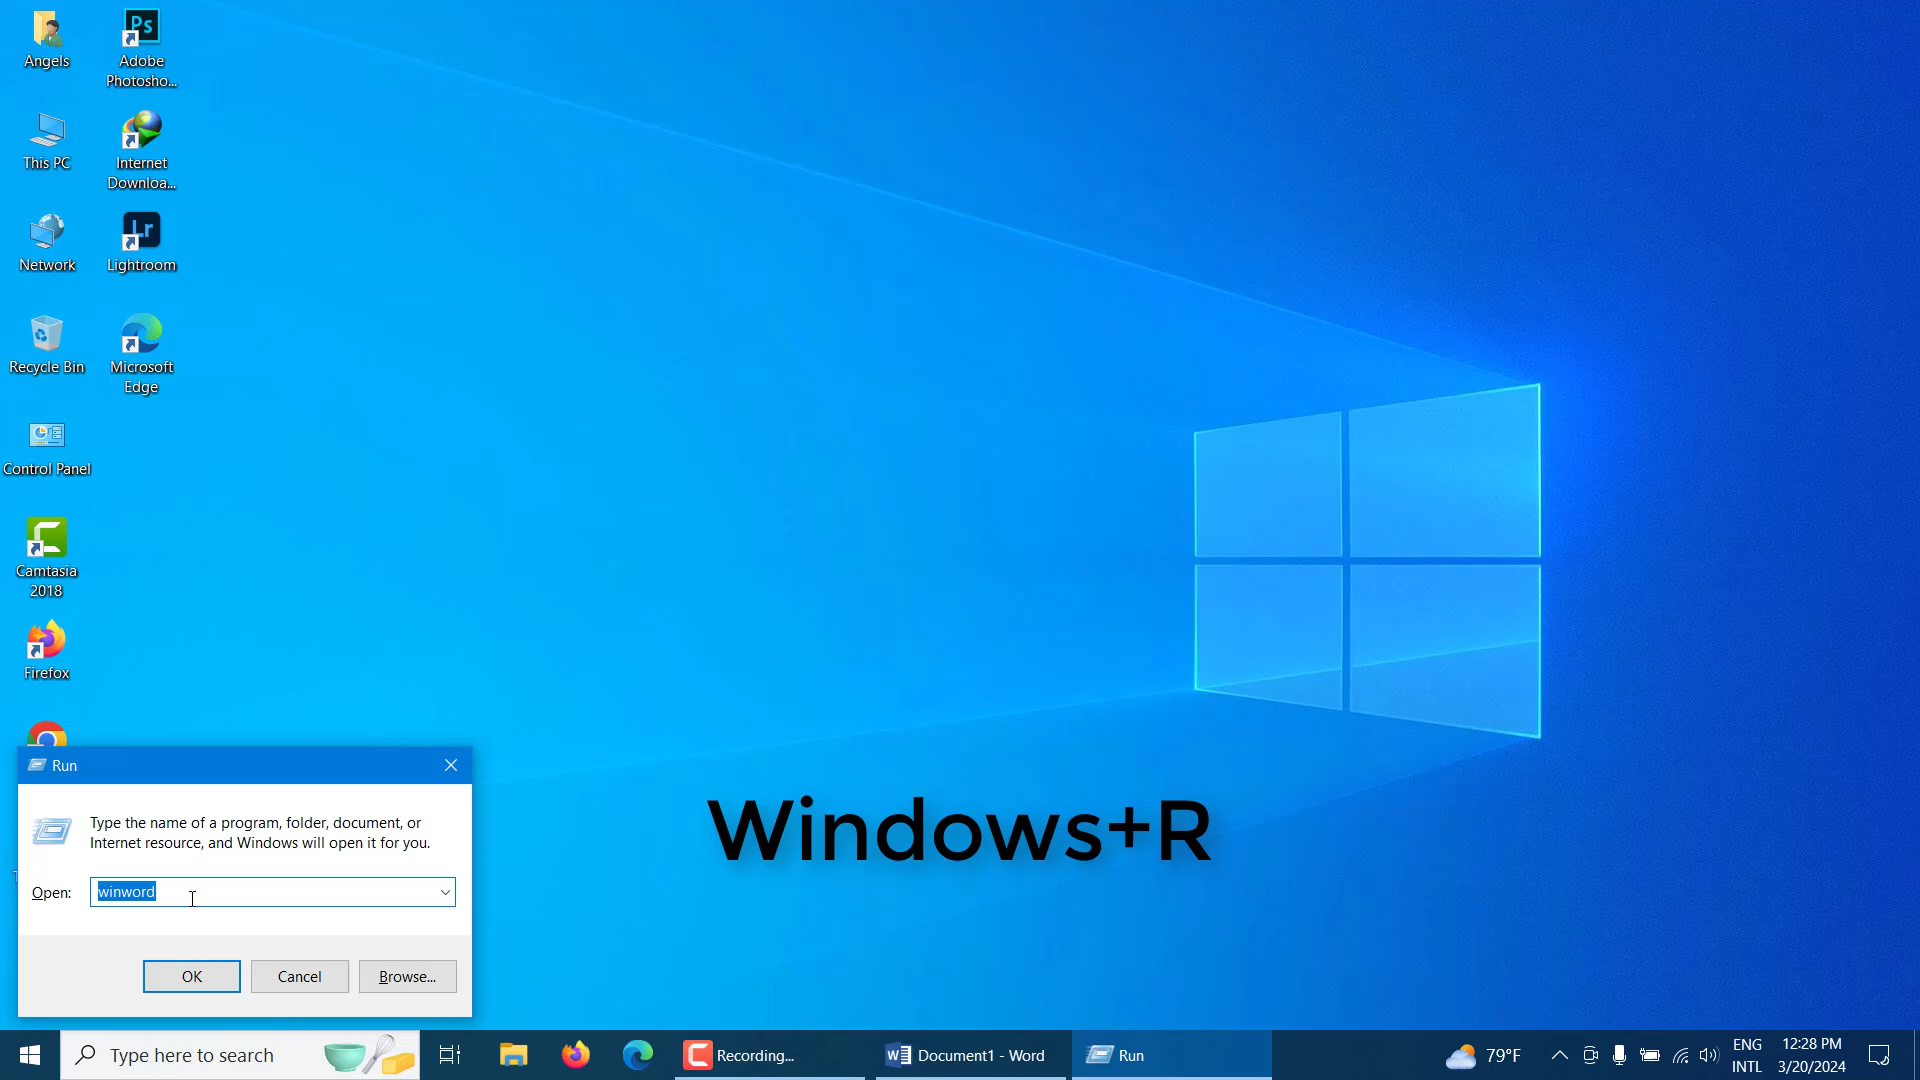 Angels
Ps
Adobe
Photosho...
This PC
Internet
Downloa...
Network
Lr
Lightroom
Recycle Bin
Microsoft
Edge
Control Panel
Camtasia
2018
Firefox
Run
Type the name of a program, folder, document, or
Internet resource, and Windows will open it for you.
Open:
winword
OK
Cancel
Browse...
Windows+R
Type here to search
Recording...
Document1 - Word
Run
79°F
ENG
INTL
12:28 PM
3/20/2024